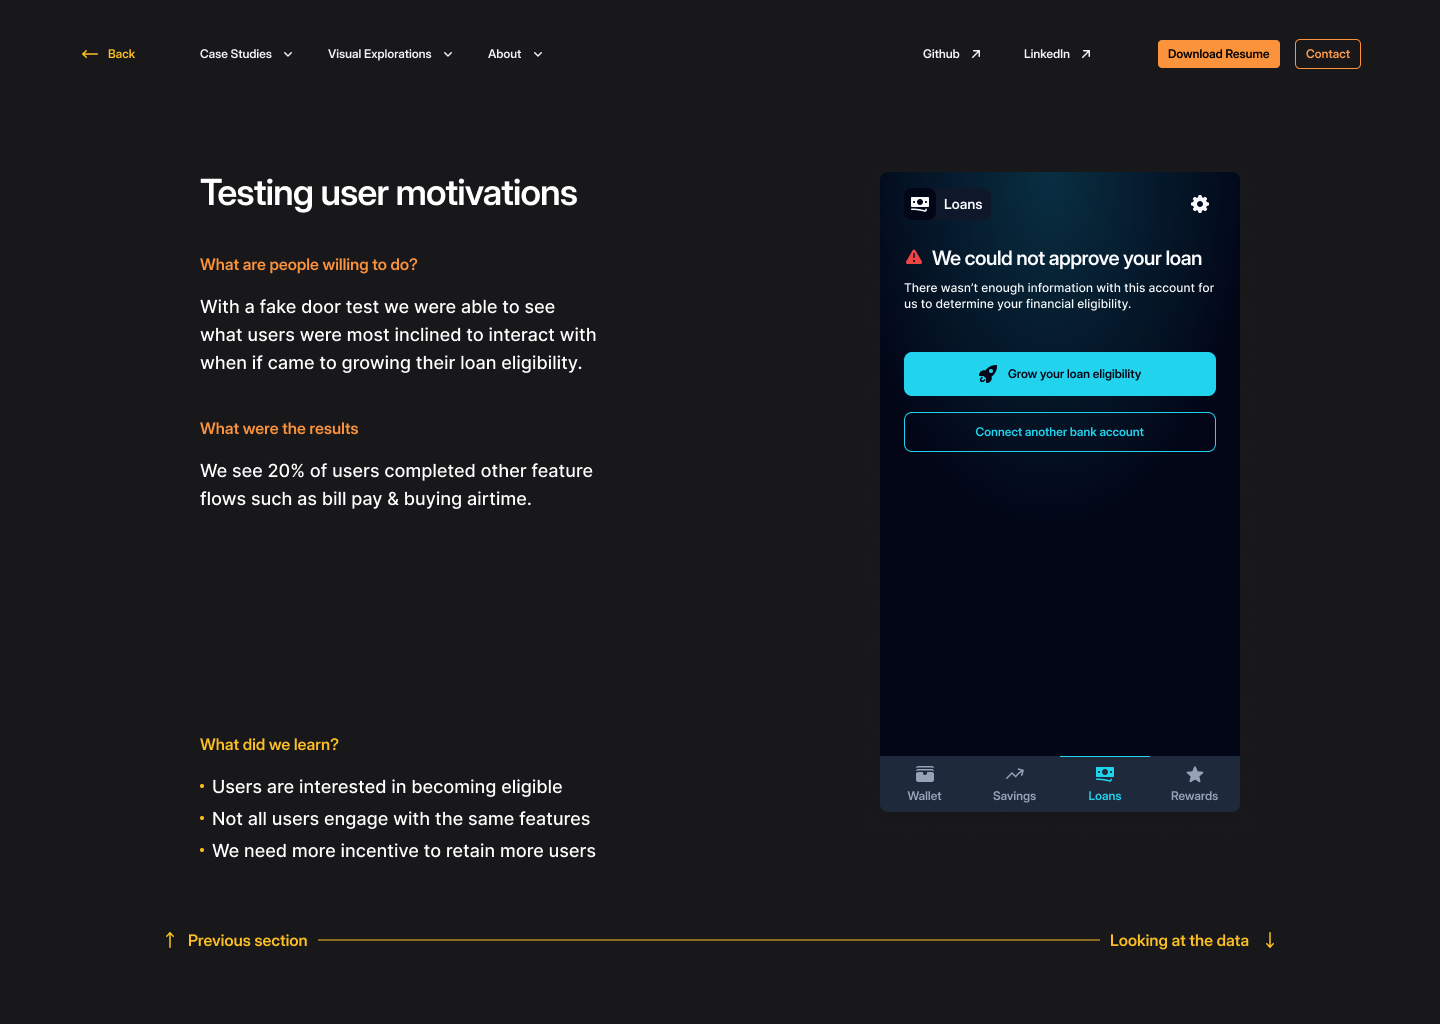 Back
Case Studies
Visual Explorations
About
Github
LinkedIn
Download Resume
Contact
Testing user motivations
What are people willing to do?
With a fake door test we were able to see
what users were most inclined to interact with
when if came to growing their loan eligibility.
What were the results
We see 20% of users completed other feature
flows such as bill pay & buying airtime.
What did we learn?
• Users are interested in becoming eligible
• Not all users engage with the same features
• We need more incentive to retain more users
Loans
We could not approve your loan
There wasn’t enough information with this account for
us to determine your financial eligibility.
Grow your loan eligibility
Connect another bank account
Wallet
Savings
Loans
Rewards
Previous section
Looking at the data